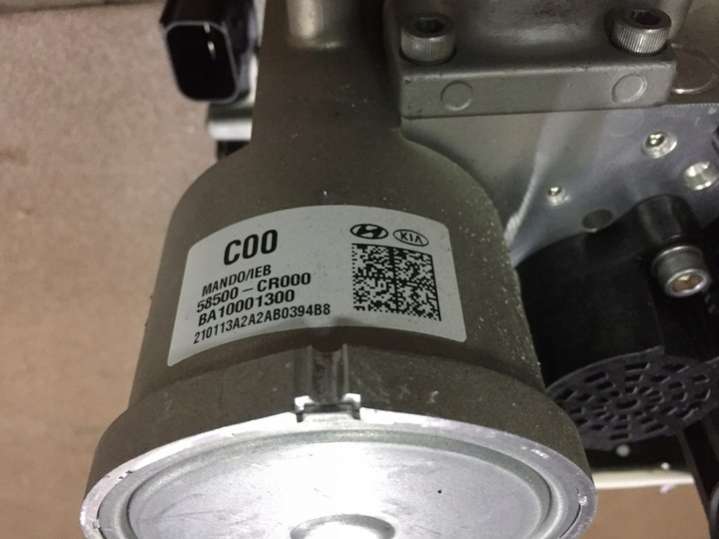 C00
KIA
MANDO/IEB
58500-CR000
BA10001300
210113A2A2AB0394B8